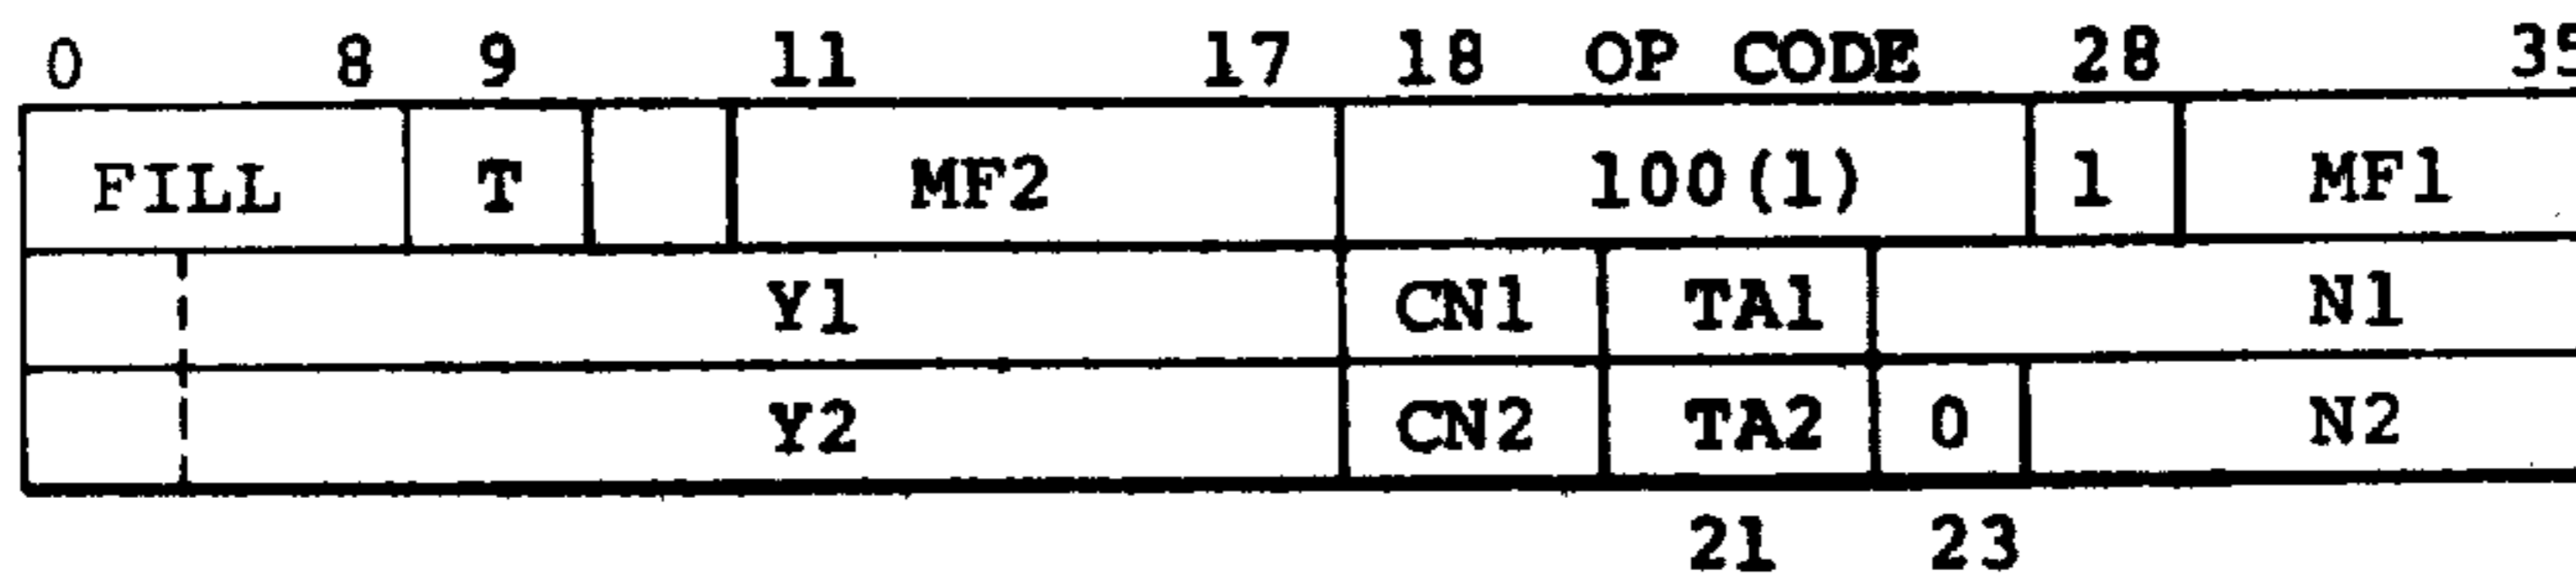 0 8 9 11 17 18 OP CODE 28 35
FILL T MF2 100(1) 1 MF1
Y1 CN1 TA1 N1
Y2 CN2 TA2 0 N2
21 23